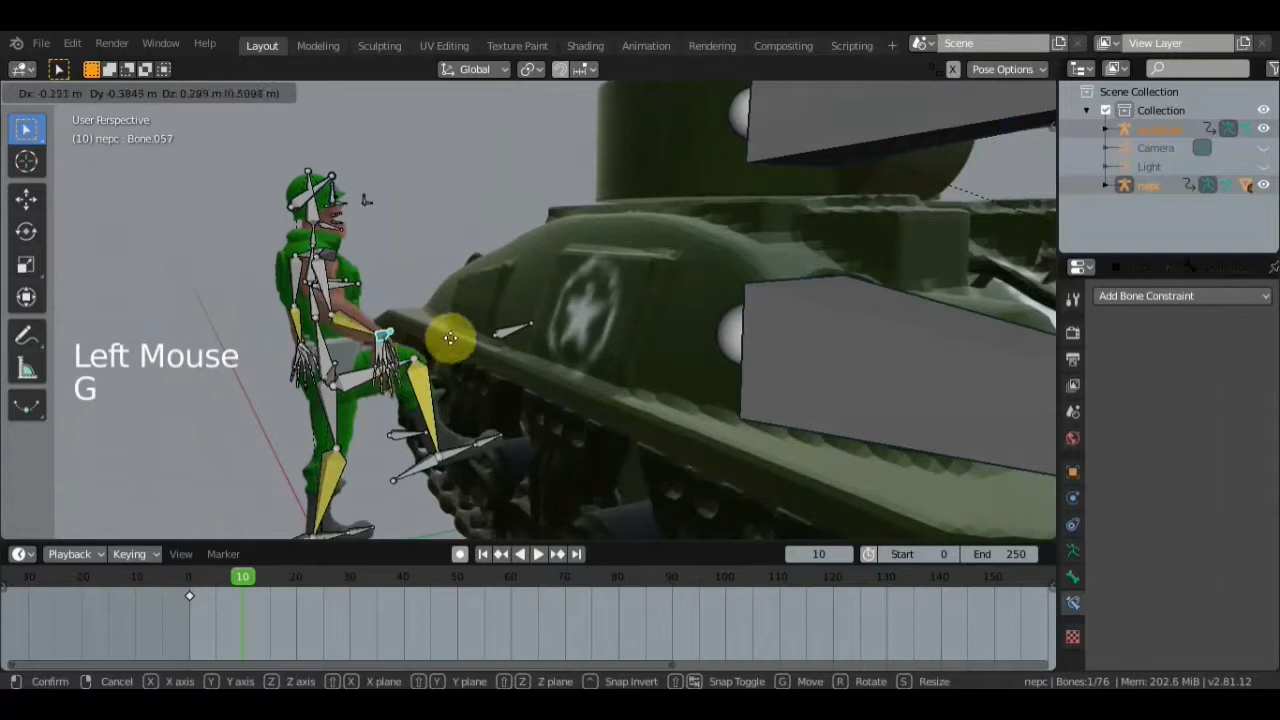 File Edit Render Window Help Layout Modeling Sculpting UV Editing Texture Paint Shading Animation Rendering Compositing Scripting + Scene View Layer
Global X Pose Options
Dx: -0.251 m Dy -0.3845 m Dz: 0.299 m (0.5098 m)
Scene Collection
User Perspective
Collection
(10) nepc : Bone.057
Camera
Light
nepc
Add Bone Constraint
Left Mouse
G
Playback Keying View Marker 10 Start 0 End 250
30 20 0 10 20 30 40 50 60 70 80 90 100 110 120 130 140 150
Confirm Cancel X X axis Y Y axis Z Z axis X X plane Y Y plane Z Z plane Snap Invert Snap Toggle G Move R Rotate S Resize nepc | Bones:1/76 | Mem: 202.6 MiB | v2.81.12